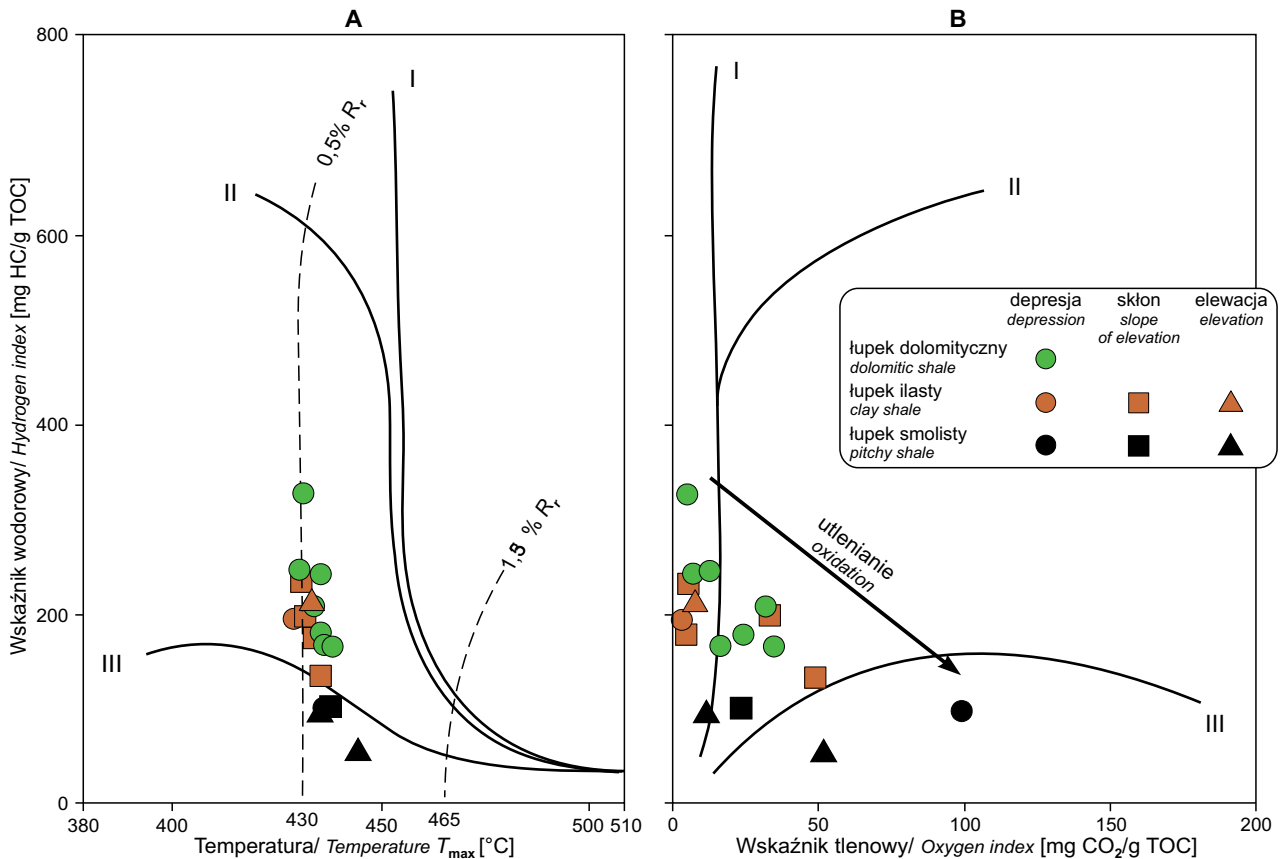 A
B
800
600
400
200
0
Wskaźnik wodorowy/ Hydrogen index [mg HC/g TOC]
I
II
III
0,5% Rr
% Rr
380
400
430
450
465
500
510
Temperatura/ Temperature Tmax [°C]
I
II
III
utlenianie
oxidation
depresja
depression
skłon
slope
of elevation
elewacja
elevation
łupek dolomityczny
dolomitic shale
łupek ilasty
clay shale
łupek smolisty
pitchy shale
0
50
100
150
200
Wskaźnik tlenowy/ Oxygen index [mg CO2/g TOC]